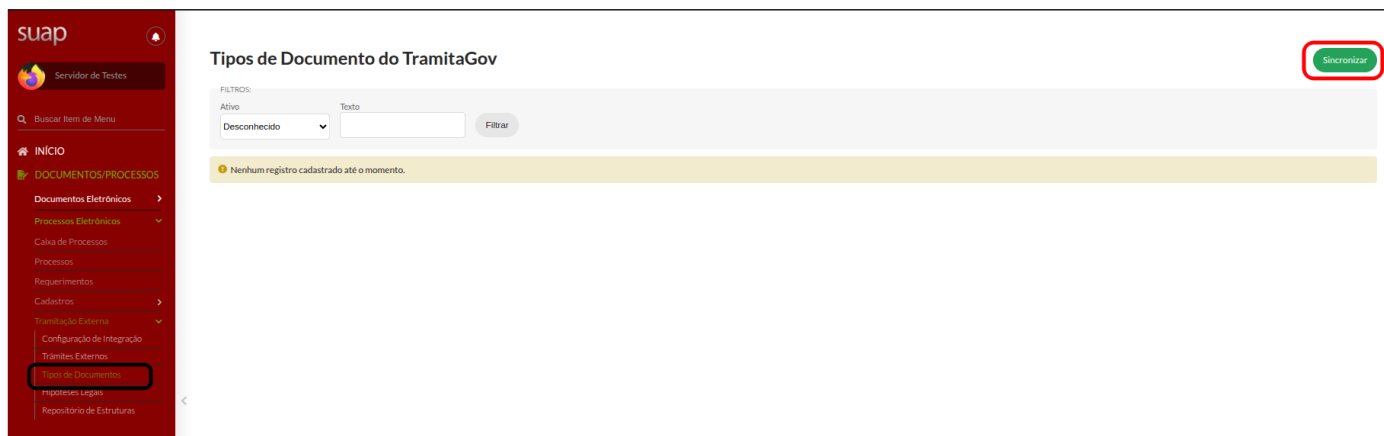 suap
Servidor de Testes
Buscar Item de Menu
INÍCIO
DOCUMENTOS/PROCESSOS
Documentos Eletrônicos
Processos Eletrônicos
Caixa de Processos
Processos
Requerimentos
Cadastros
Tramitação Externa
Configuração de Integração
Trâmites Externos
Tipos de Documentos
Hipóteses Legais
Repositório de Estruturas
Tipos de Documento do TramitaGov
Sincronizar
FILTROS:
Ativo
Texto
Desconhecido
Filtrar
Nenhum registro cadastrado até o momento.